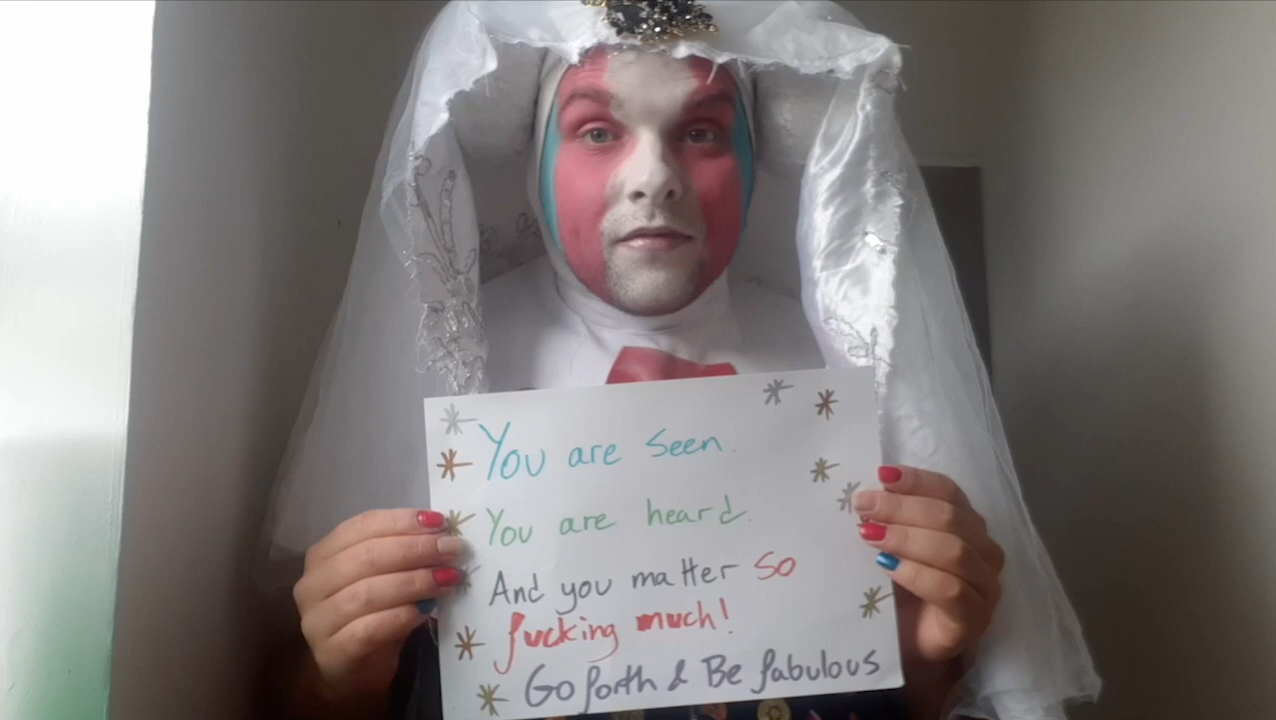 You are seen.
You are heard.
And you matter so
fucking much!
Go forth & Be fabulous